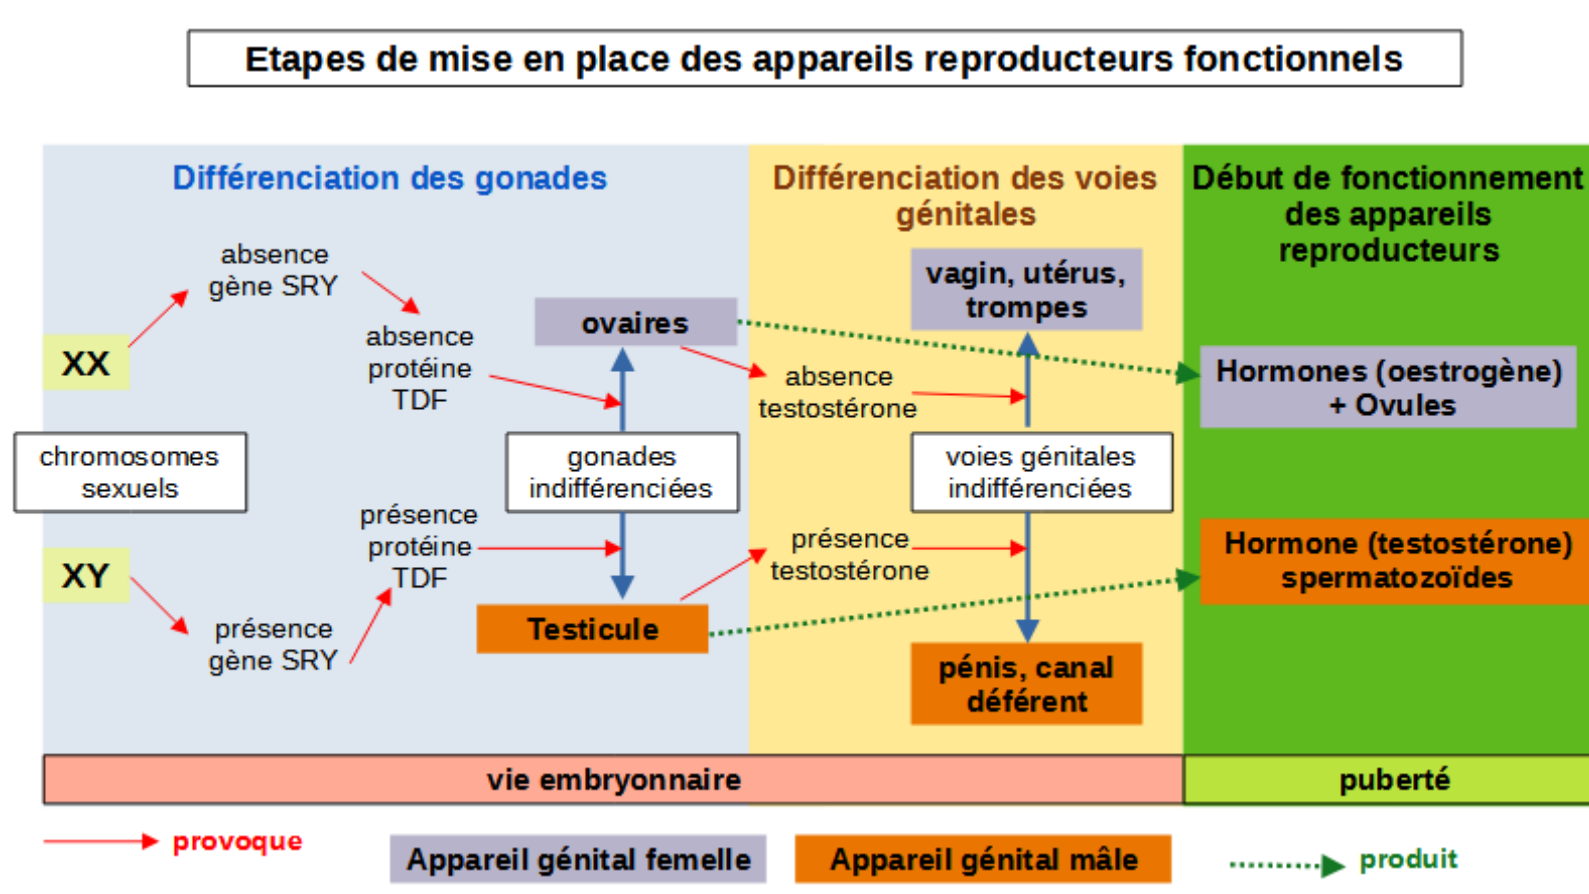 Etapes de mise en place des appareils reproducteurs fonctionnels
Différenciation des gonades
absence
gène SRY
XX
absence
protéine
TDF
ovaires
chromosomes
sexuels
gonades
indifférenciées
présence
protéine
TDF
XY
présence
gène SRY
Testicule
Différenciation des voies
génitales
vagin, utérus,
trompes
absence
testostérone
voies génitales
indifférenciées
présence
testostérone
pénis, canal
déférent
Début de fonctionnement
des appareils
reproducteurs
Hormones (oestrogène)
+ Ovules
Hormone (testostérone)
spermatozoïdes
vie embryonnaire
puberté
provoque
Appareil génital femelle
Appareil génital mâle
produit